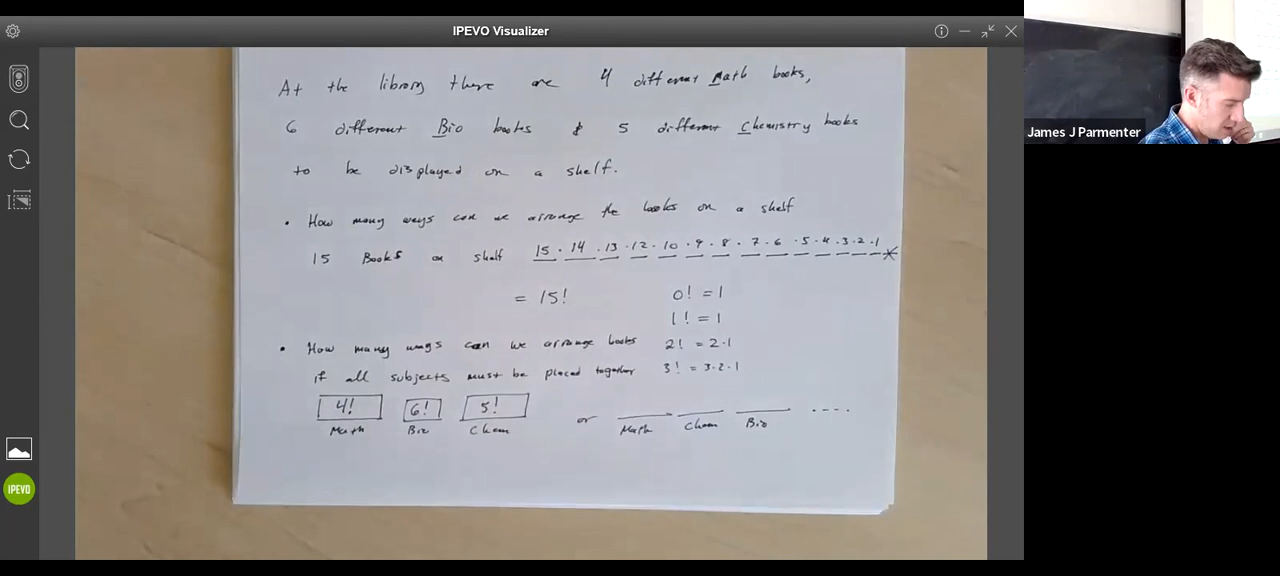 IPEVO Visualizer
At the library there are 4 different Math books,
6 different Bio books & 5 different Chemistry books
to be displayed on a shelf.
• How many ways can we arrange the books on a shelf
15 Books on shelf 15 · 14 · 13 · 12 · 10 · 9 · 8 · 7 · 6 · 5 · 4 · 3 · 2 · 1
= 15! 0! = 1
1! = 1
• How many ways can we arrange books 2! = 2·1
if all subjects must be placed together 3! = 3·2·1
4! 6! 5! or ....
Math Bio Chem Math Chem Bio
James J Parmenter
IPEVO